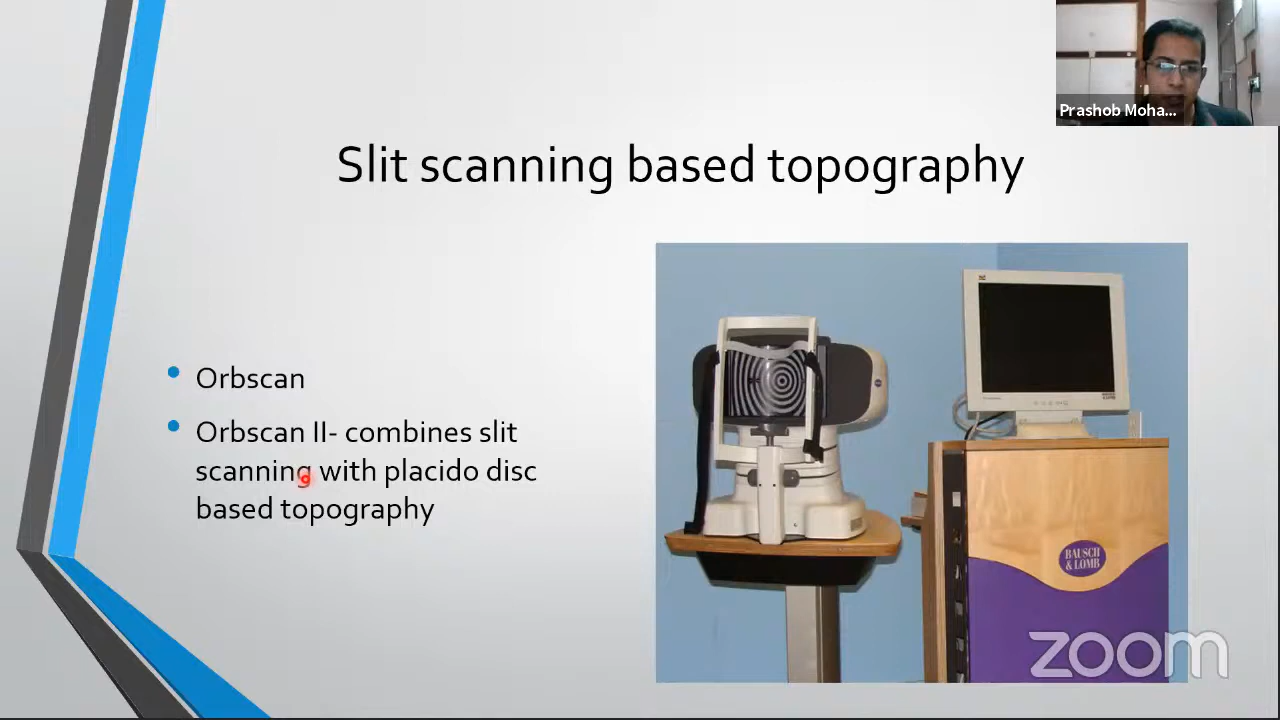 Prashob Moha...
Slit scanning based topography
Orbscan
Orbscan II- combines slit
scanning with placido disc
based topography
BAUSCH
& LOMB
zoom